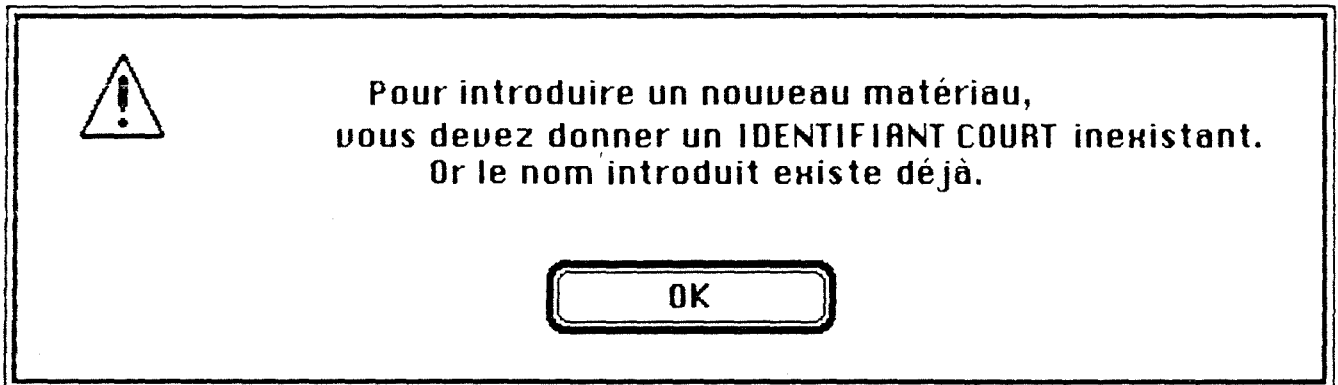 Pour introduire un nouveau matériau,
vous devez donner un IDENTIFIANT COURT inexistant.
Or le nom introduit existe déjà.
OK